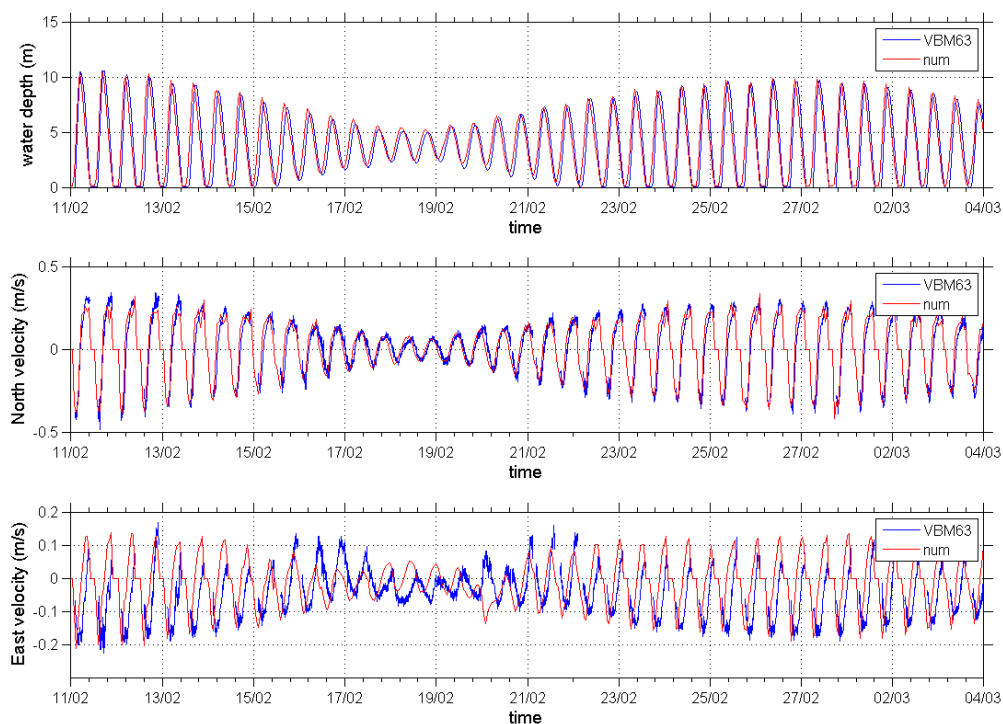 15
10
5
0
water depth (m)
VBM63
num
11/02 13/02 15/02 17/02 19/02 21/02 23/02 25/02 27/02 02/03 04/03
time
0.5
0
-0.5
North velocity (m/s)
VBM63
num
11/02 13/02 15/02 17/02 19/02 21/02 23/02 25/02 27/02 02/03 04/03
time
0.2
0.1
0
-0.1
-0.2
East velocity (m/s)
VBM63
num
11/02 13/02 15/02 17/02 19/02 21/02 23/02 25/02 27/02 02/03 04/03
time